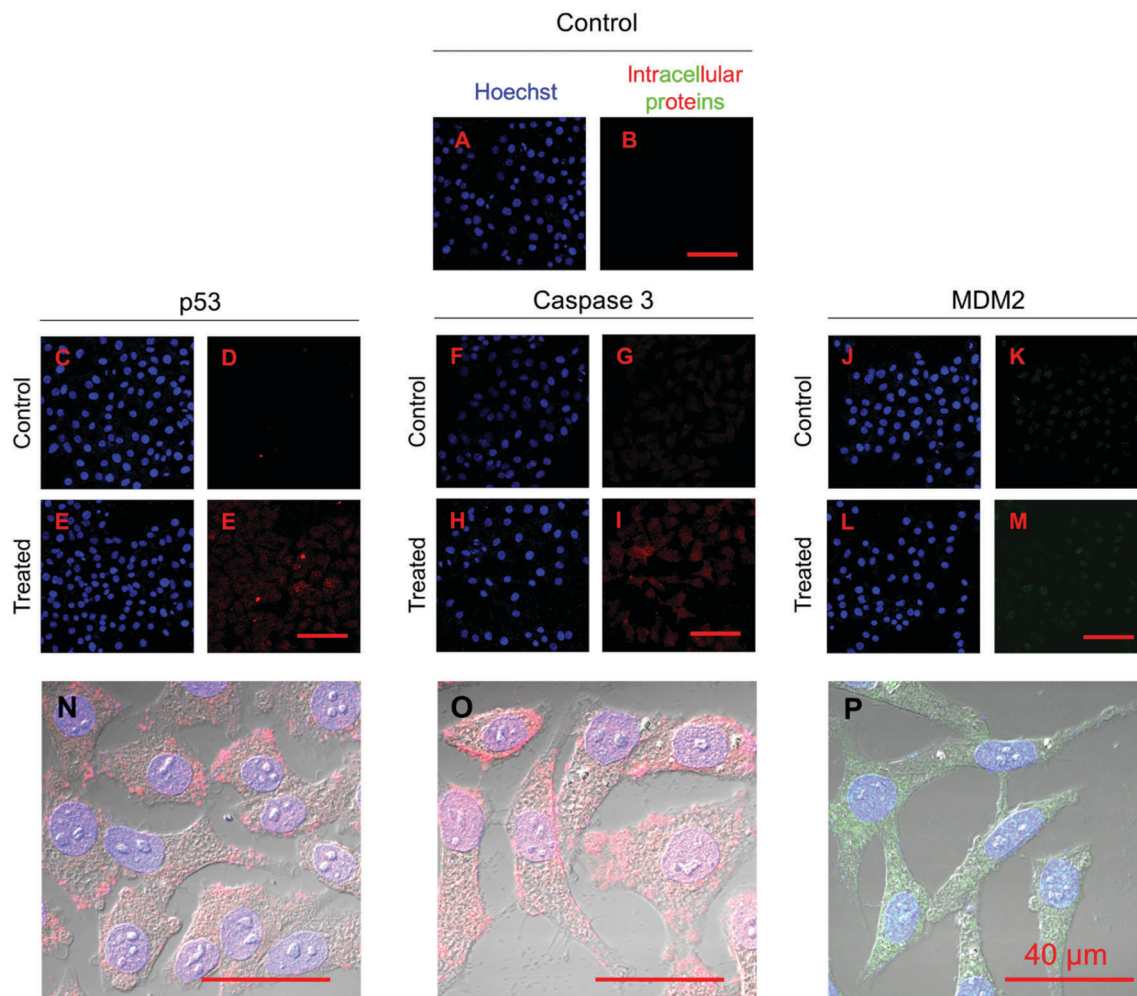 Control
Hoechst
Intracellular
proteins
A
B
p53
Caspase 3
MDM2
Control
C
D
Control
F
G
Control
J
K
Treated
E
E
Treated
H
I
Treated
L
M
N
O
P
40 µm